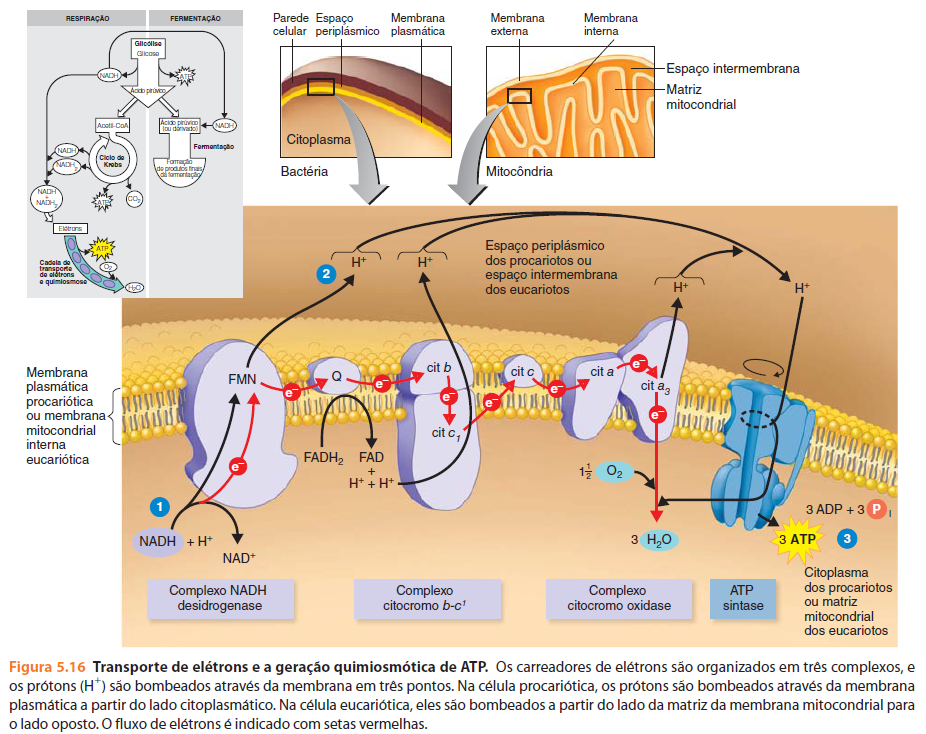 RESPIRAÇÃO
FERMENTAÇÃO
Glicólise
Glicose
NADH
ATP
Ácido pirúvico
Acetil-CoA
Ácido pirúvico
(ou derivado)
NADH
Fermentação
NADH
NADH2
Ciclo de
Krebs
Formação
de produtos finais
da fermentação
NADH
+
NADH2
ATP
CO2
Elétrons
ATP
Cadeia de
transporte
de elétrons
e quimiosmose
O2
H2O
Parede
celular
Espaço
periplásmico
Membrana
plasmática
Citoplasma
Bactéria
Membrana
externa
Membrana
interna
Espaço intermembrana
Matriz
mitocondrial
Mitocôndria
2
H+
H+
Espaço periplásmico
dos procariotos ou
espaço intermembrana
dos eucariotos
H+
H+
Membrana
plasmática
procariótica
ou membrana
mitocondrial
interna
eucariótica
FMN
e–
Q
e–
cit b
e–
cit c1
e–
cit c
e–
cit a
e–
cit a3
e–
e–
FADH2
FAD
+
H+ + H+
1
NADH + H+
NAD+
1 1/2 O2
3 H2O
3 ADP + 3 P i
3 ATP
3
Citoplasma
dos procariotos
ou matriz
mitocondrial
dos eucariotos
Complexo NADH
desidrogenase
Complexo
citocromo b-c1
Complexo
citocromo oxidase
ATP
sintase
Figura 5.16 Transporte de elétrons e a geração quimiosmótica de ATP. Os carreadores de elétrons são organizados em três complexos, e
os prótons (H+) são bombeados através da membrana em três pontos. Na célula procariótica, os prótons são bombeados através da membrana
plasmática a partir do lado citoplasmático. Na célula eucariótica, eles são bombeados a partir do lado da matriz da membrana mitocondrial para
o lado oposto. O fluxo de elétrons é indicado com setas vermelhas.